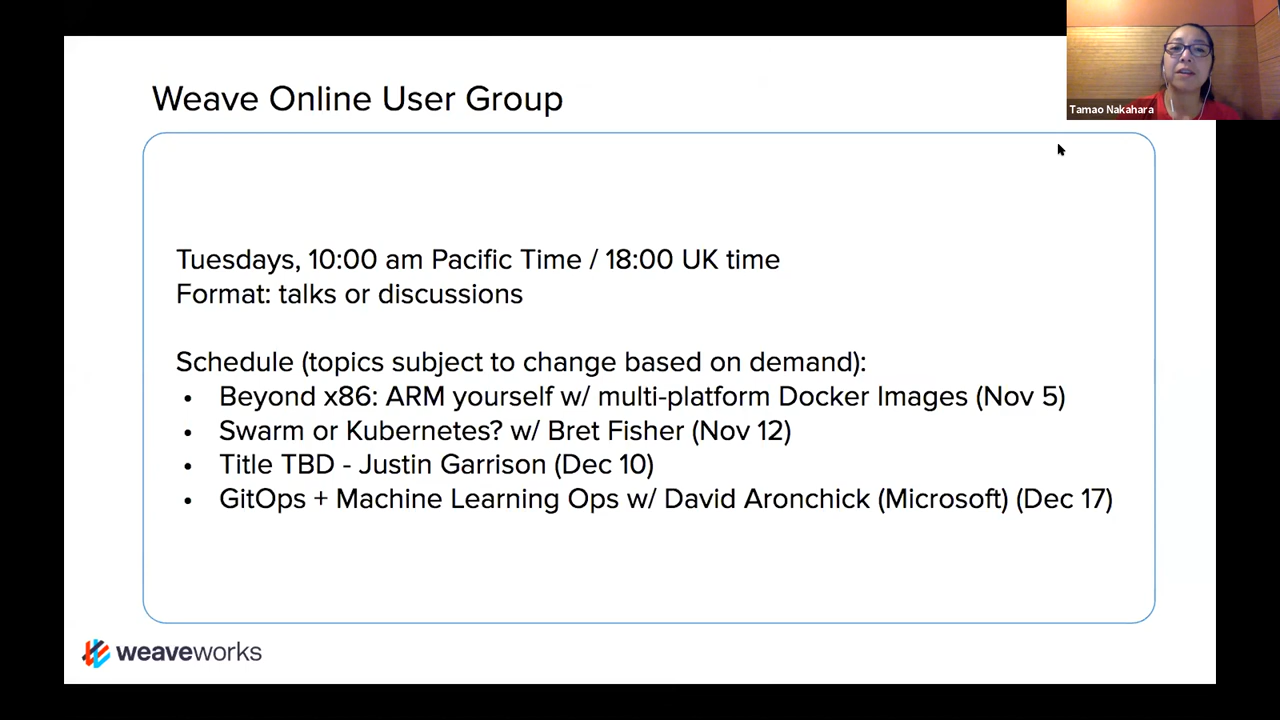 Tamao Nakahara
Weave Online User Group
Tuesdays, 10:00 am Pacific Time / 18:00 UK time
Format: talks or discussions
Schedule (topics subject to change based on demand):
• Beyond x86: ARM yourself w/ multi-platform Docker Images (Nov 5)
• Swarm or Kubernetes? w/ Bret Fisher (Nov 12)
• Title TBD - Justin Garrison (Dec 10)
• GitOps + Machine Learning Ops w/ David Aronchick (Microsoft) (Dec 17)
weaveworks